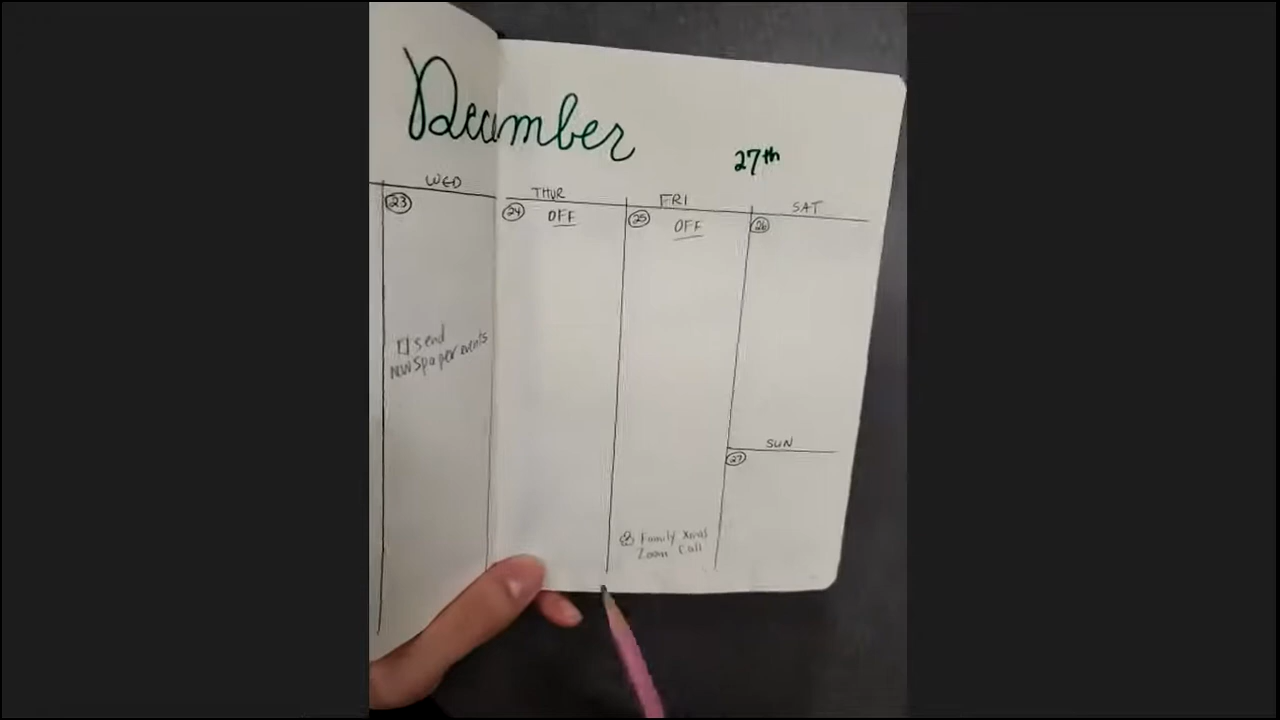 December
27th
WED
THUR
FRI
SAT
23
24
OFF
25
OFF
26
send
newspaper events
SUN
27
Family Xmas
Zoom Call